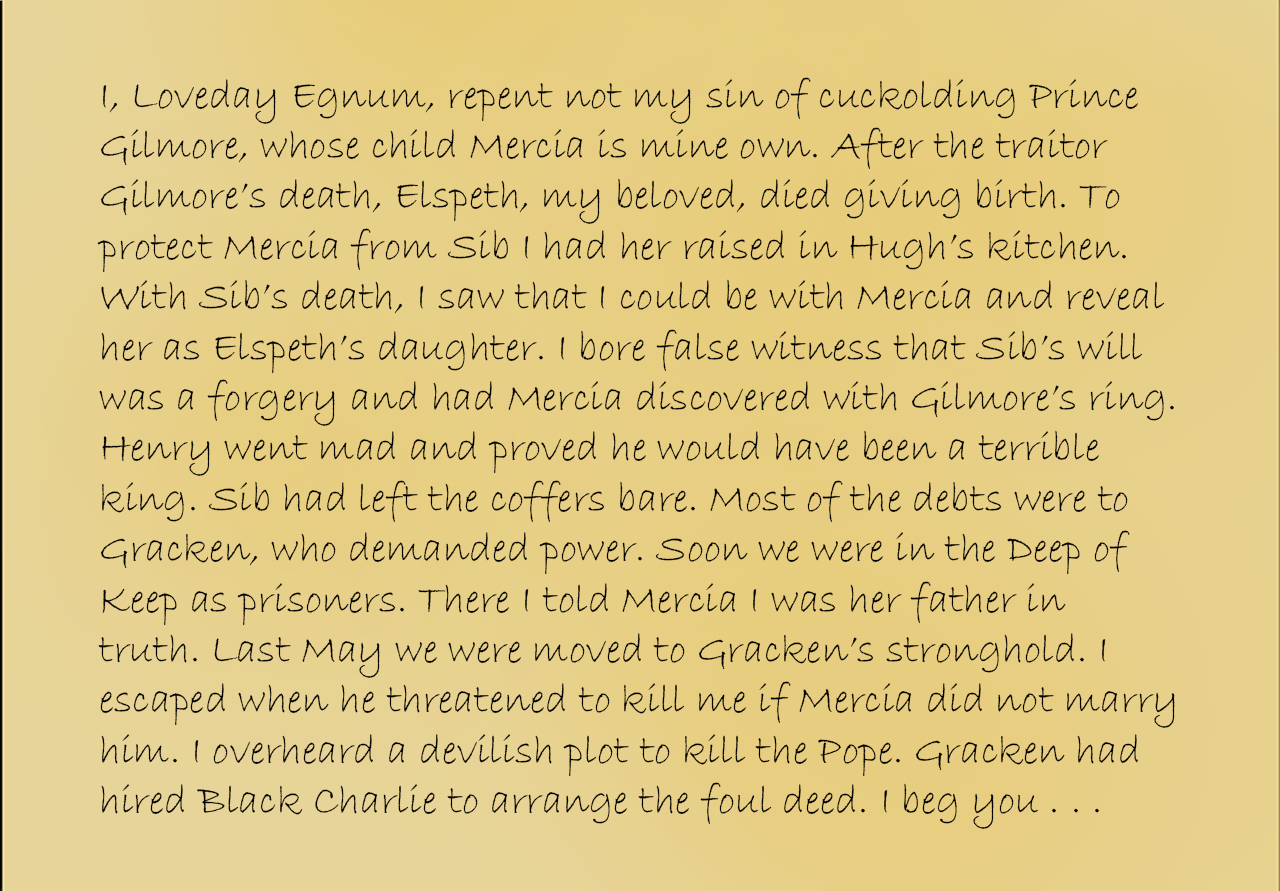 I, Loveday Egnum, repent not my sin of cuckolding Prince
Gilmore, whose child Mercia is mine own. After the traitor
Gilmore's death, Elspeth, my beloved, died giving birth. To
protect Mercia from Sib I had her raised in Hugh's kitchen.
With Sib's death, I saw that I could be with Mercia and reveal
her as Elspeth's daughter. I bore false witness that Sib's will
was a forgery and had Mercia discovered with Gilmore's ring.
Henry went mad and proved he would have been a terrible
king. Sib had left the coffers bare. Most of the debts were to
Gracken, who demanded power. Soon we were in the Deep of
Keep as prisoners. There I told Mercia I was her father in
truth. Last May we were moved to Gracken's stronghold. I
escaped when he threatened to kill me if Mercia did not marry
him. I overheard a devilish plot to kill the Pope. Gracken had
hired Black Charlie to arrange the foul deed. I beg you . . .